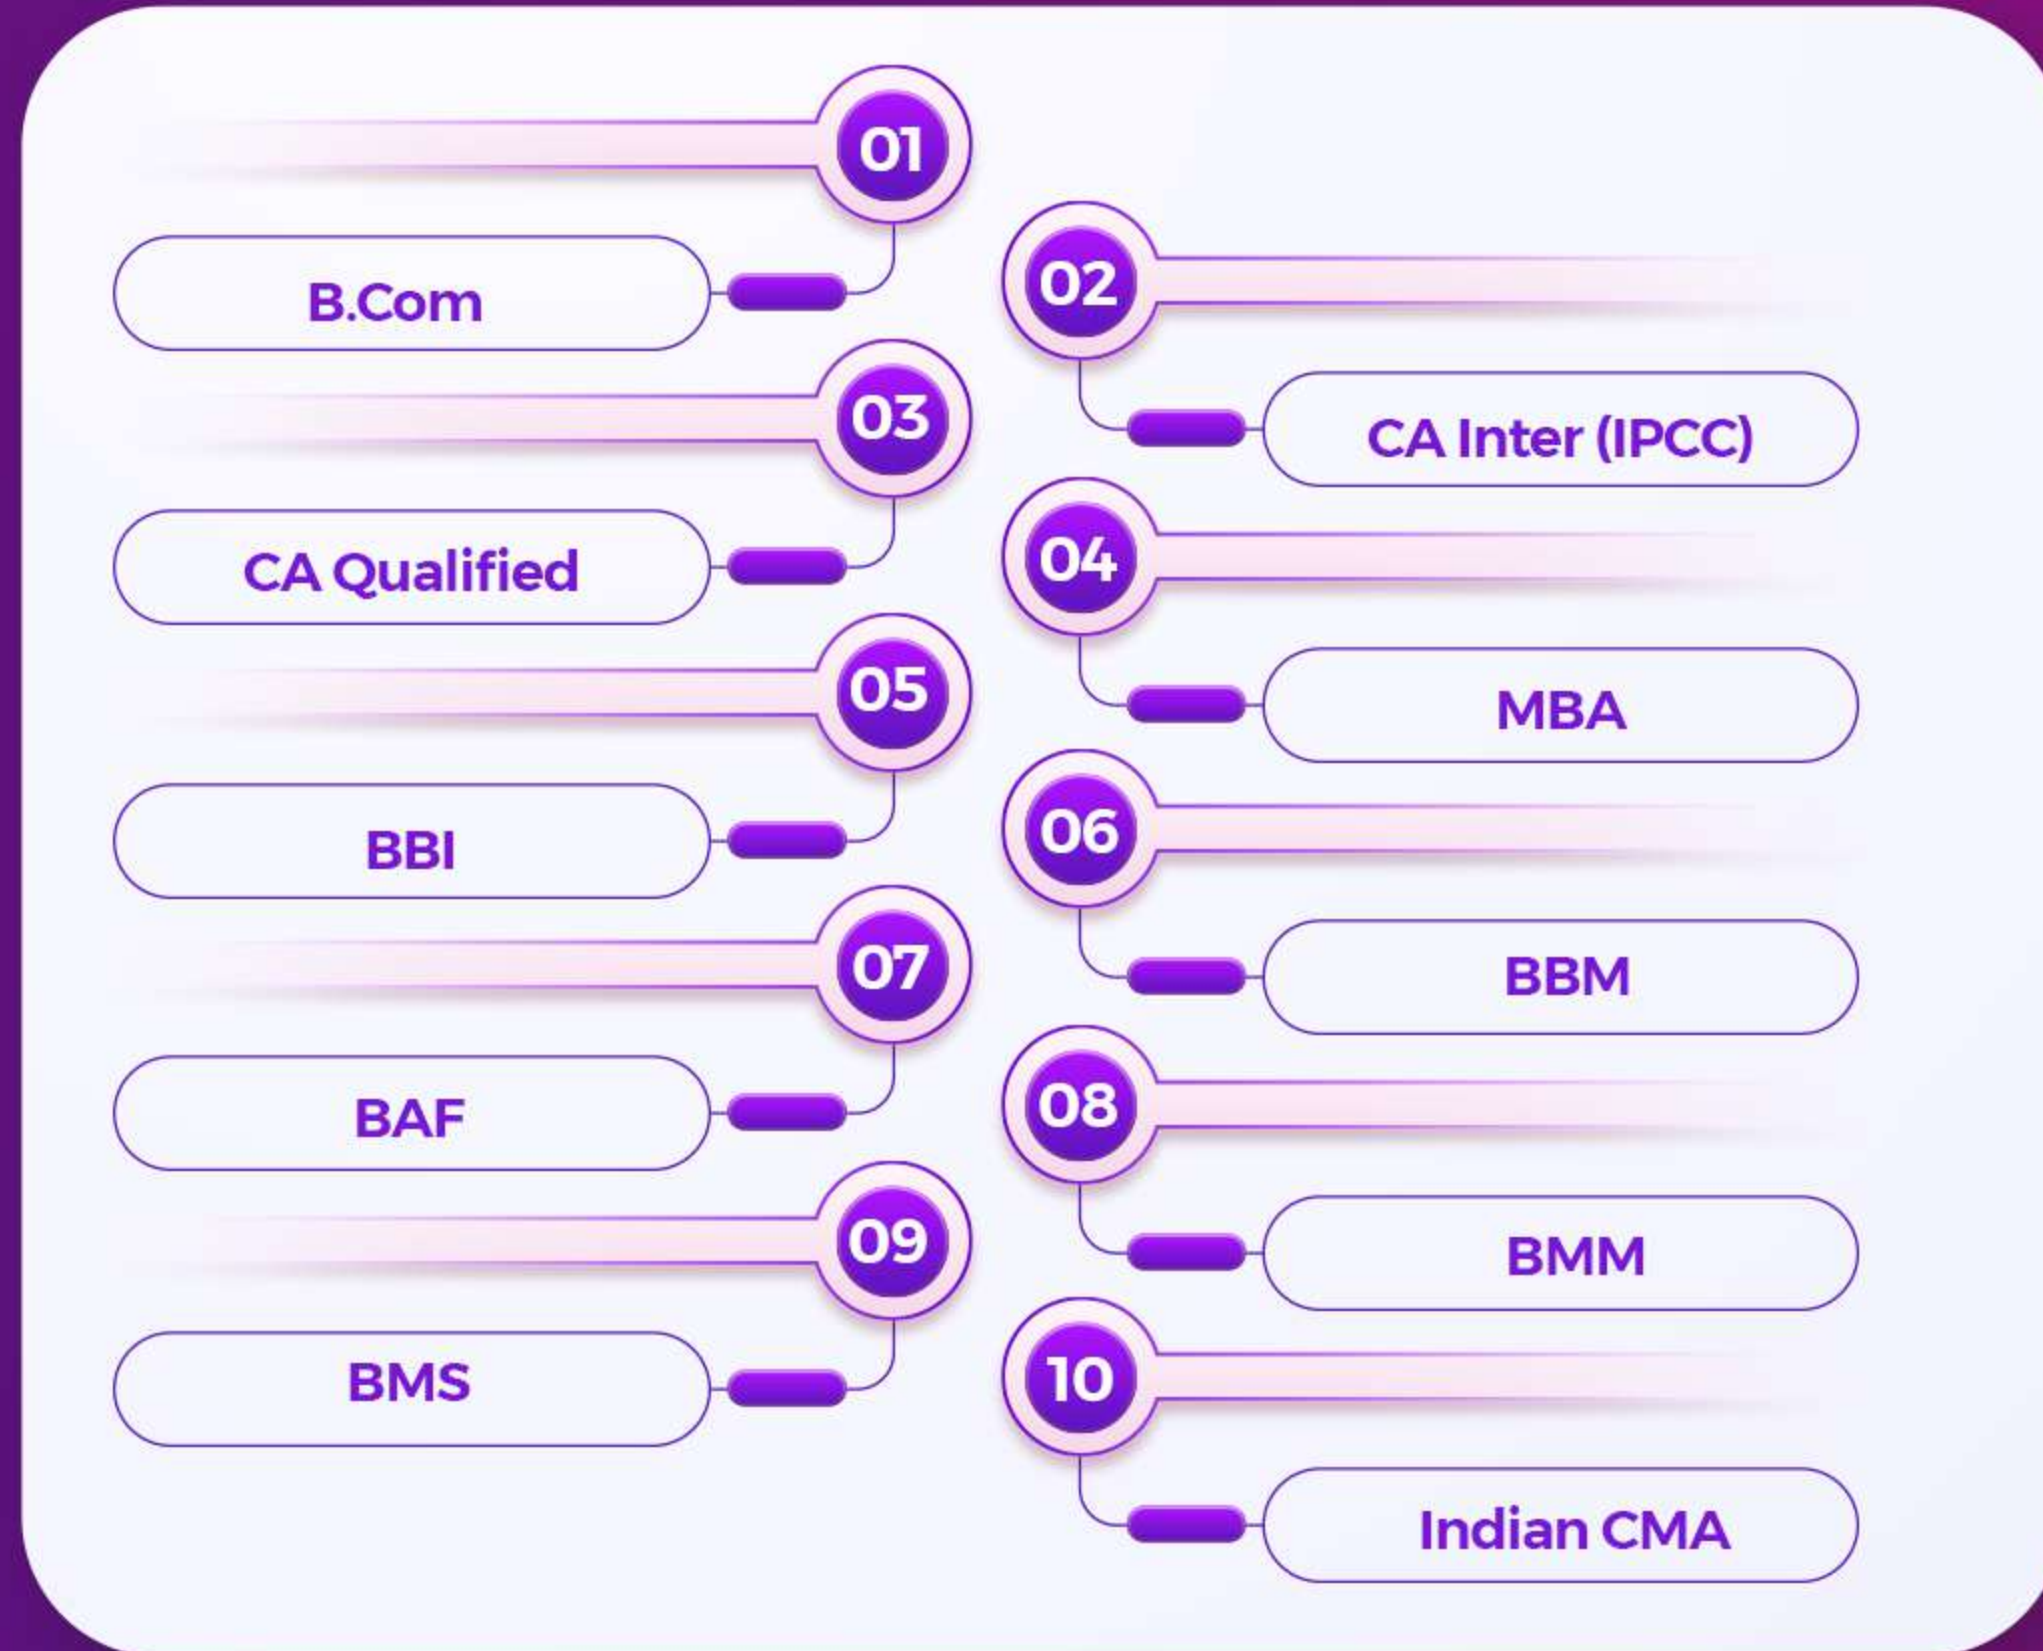 01
B.Com
02
CA Inter (IPCC)
03
CA Qualified
04
MBA
05
BBI
06
BBM
07
BAF
08
BMM
09
BMS
10
Indian CMA